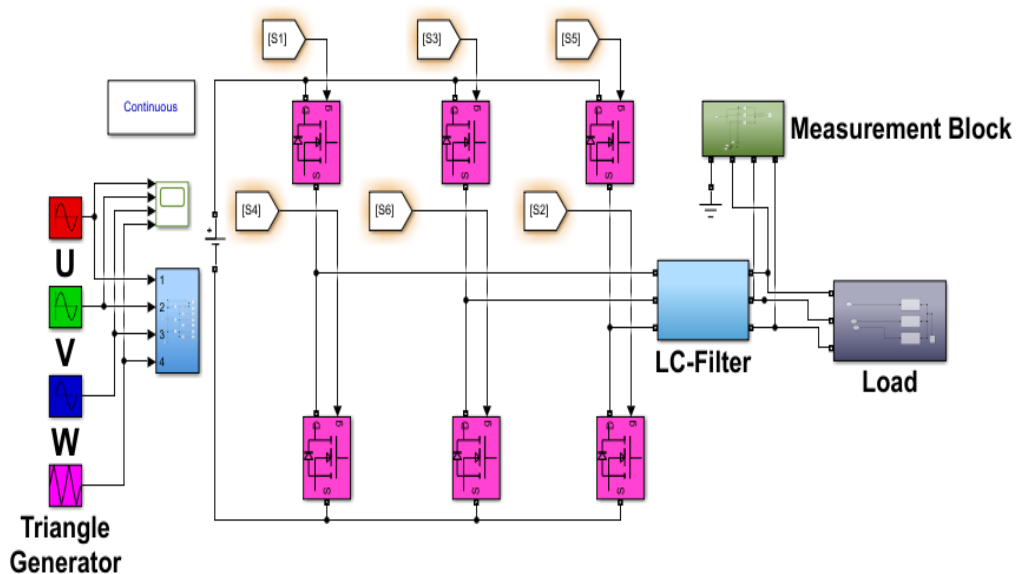 [S1]
[S3]
[S5]
Continuous
Measurement Block
g
g
g
S
S
S
[S4]
[S6]
[S2]
U
+
1
2
3
4
V
LC-Filter
Load
W
g
g
g
S
S
S
Triangle
Generator